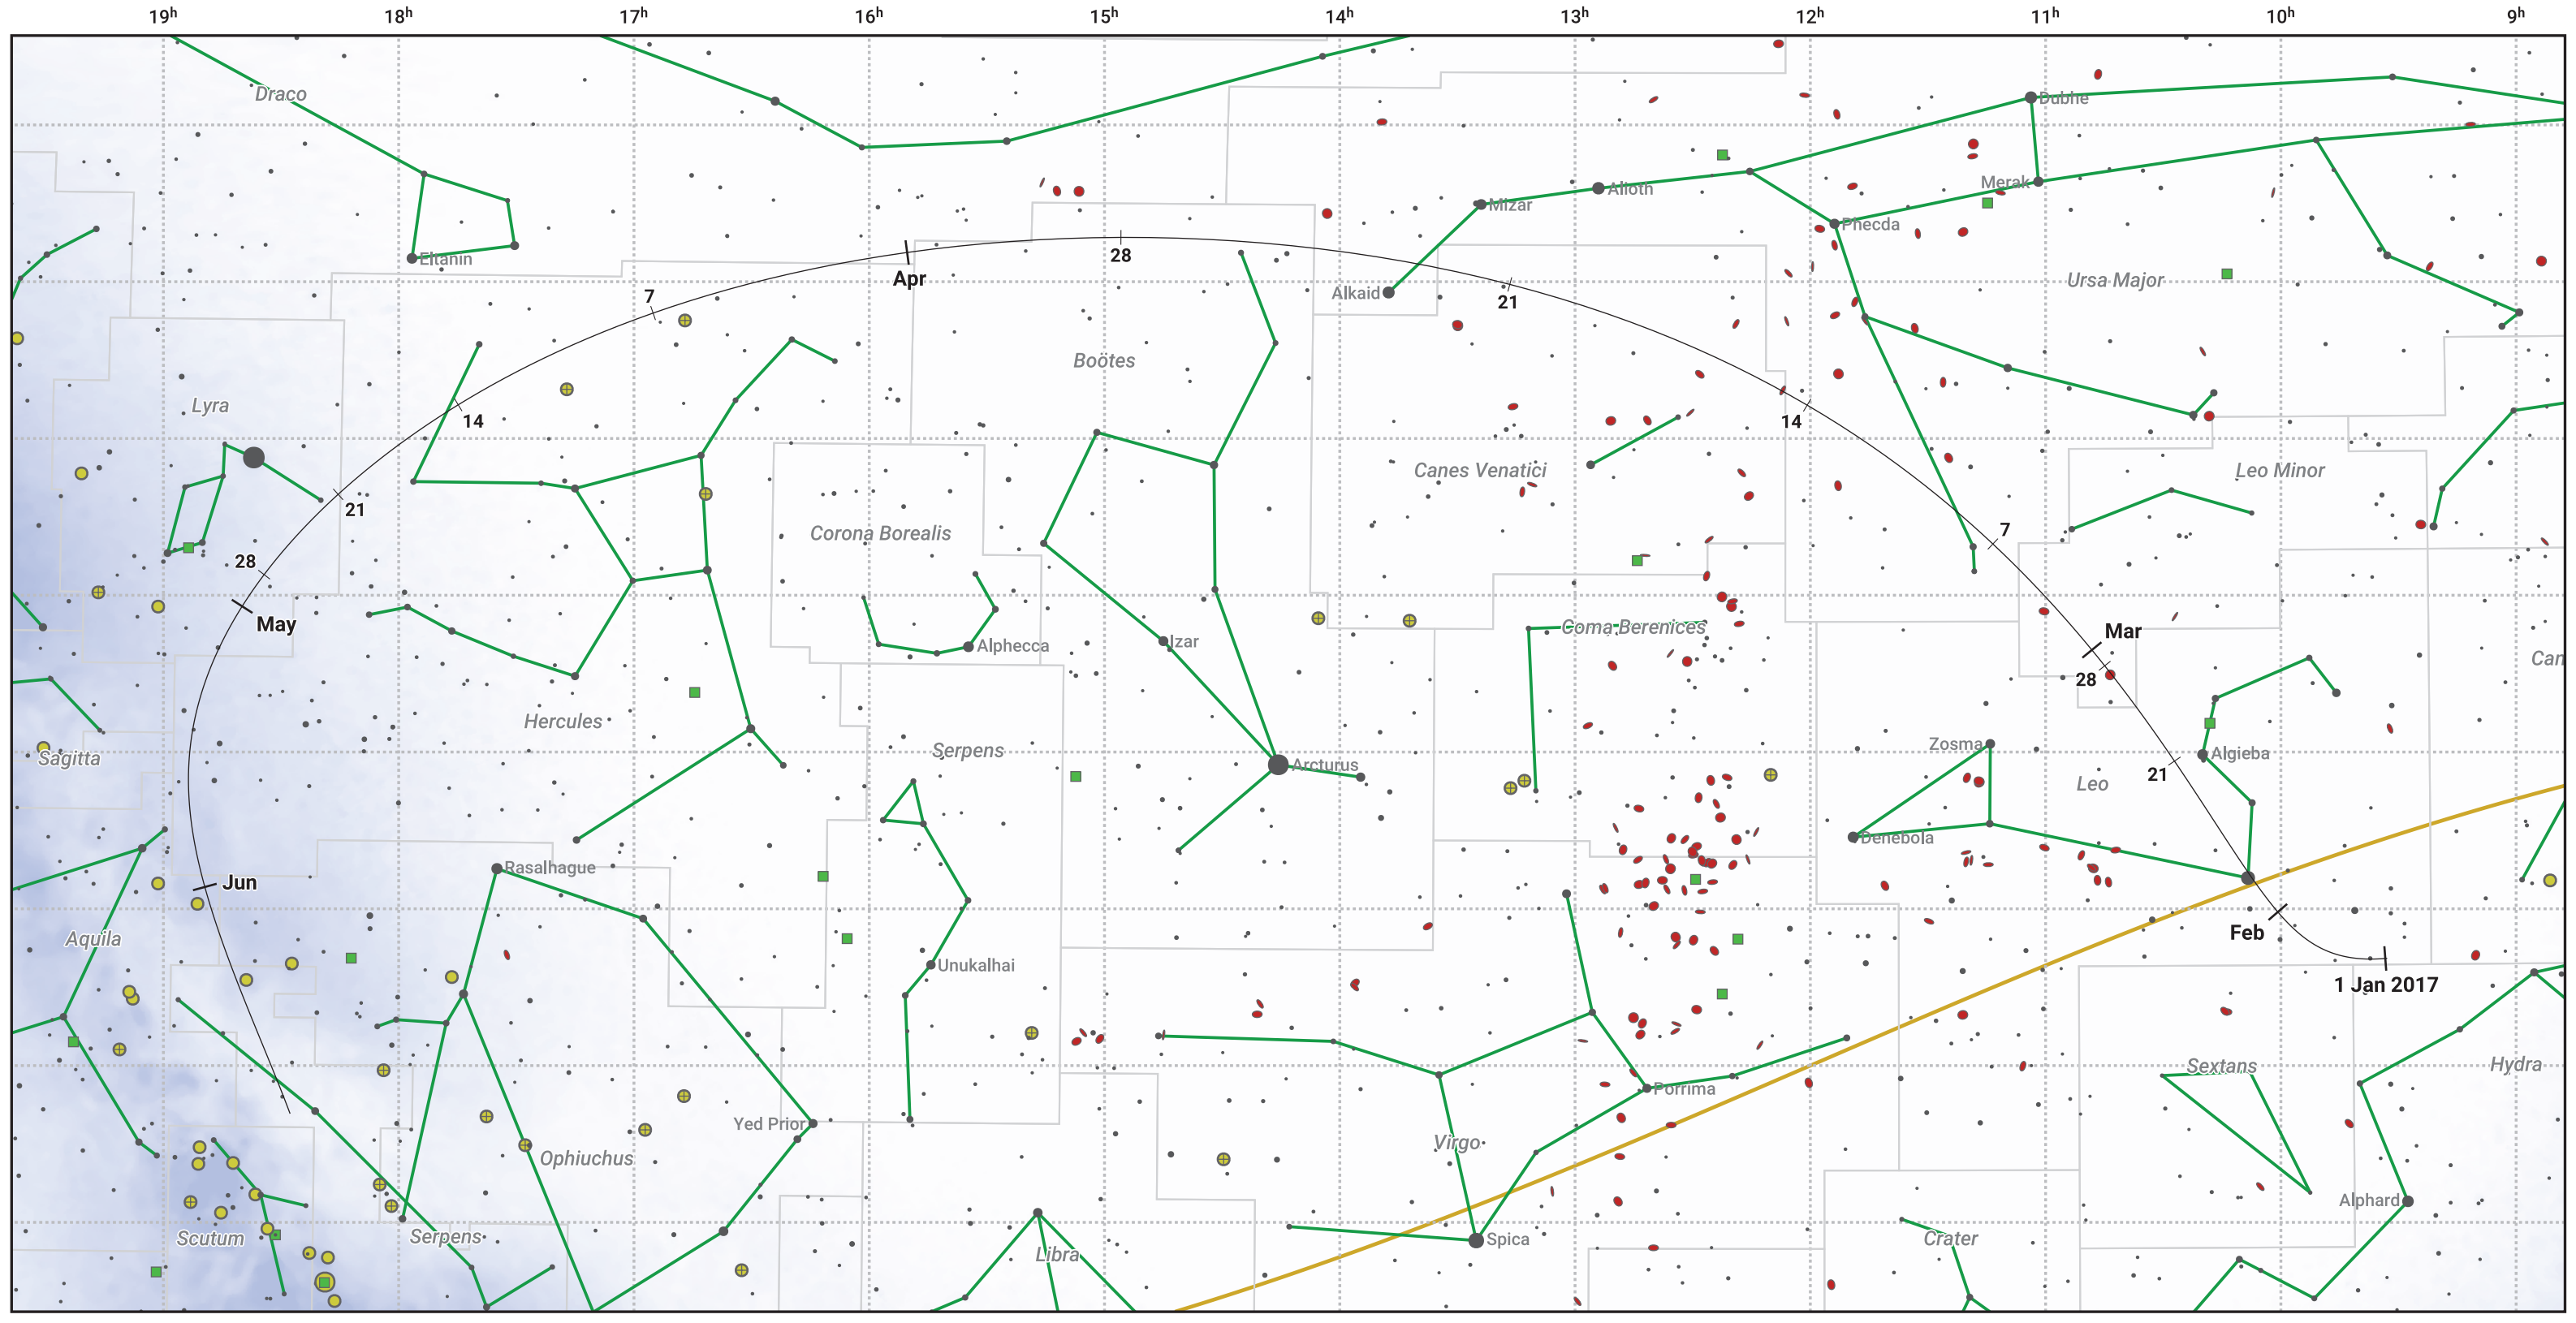 19h 18h 17h 16h 15h 14h 13h 12h 11h 10h 9h
Draco
Dubhe
Merak
Alioth
Mizar
Phecda
Eltanin
Apr
28
Ursa Major
Alkaid
7
21
Boötes
Lyra
14
14
Canes Venatici
Leo Minor
21
Corona Borealis
7
28
May
Coma Berenices
Mar
Izar
Alphecca
Can
28
Hercules
Serpens
Zosma
Algieba
Sagitta
Arcturus
21
Leo
Denebola
Rasalhague
Jun
Feb
Aquila
Unukalhai
1 Jan 2017
Sextans
Hydra
Porrima
Yed Prior
Virgo
Ophiuchus
Alphard
Scutum
Serpens
Spica
Crater
Libra